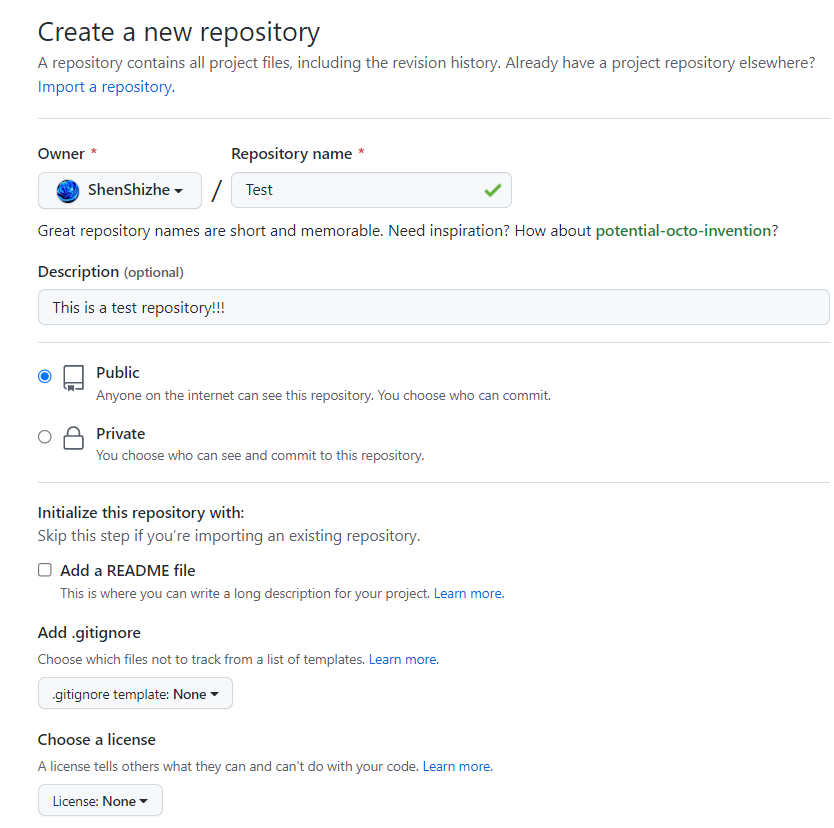 Create a new repository
A repository contains all project files, including the revision history. Already have a project repository elsewhere?
Import a repository.
Owner * Repository name *
ShenShizhe / Test
Great repository names are short and memorable. Need inspiration? How about potential-octo-invention?
Description (optional)
This is a test repository!!!
Public
Anyone on the internet can see this repository. You choose who can commit.
Private
You choose who can see and commit to this repository.
Initialize this repository with:
Skip this step if you're importing an existing repository.
Add a README file
This is where you can write a long description for your project. Learn more.
Add .gitignore
Choose which files not to track from a list of templates. Learn more.
.gitignore template: None
Choose a license
A license tells others what they can and can't do with your code. Learn more.
License: None